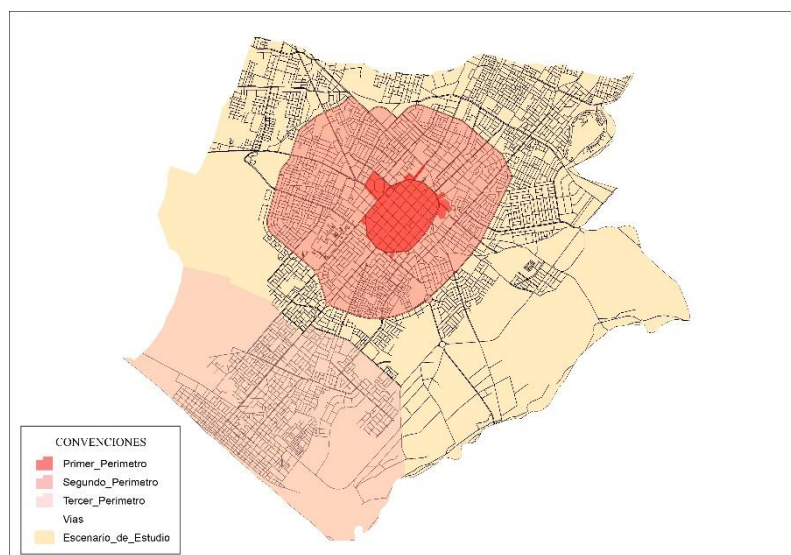 CONVENCIONES
Primer_Perimetro
Segundo_Perimetro
Tercer_Perimetro
Vias
Escenario_de_Estudio